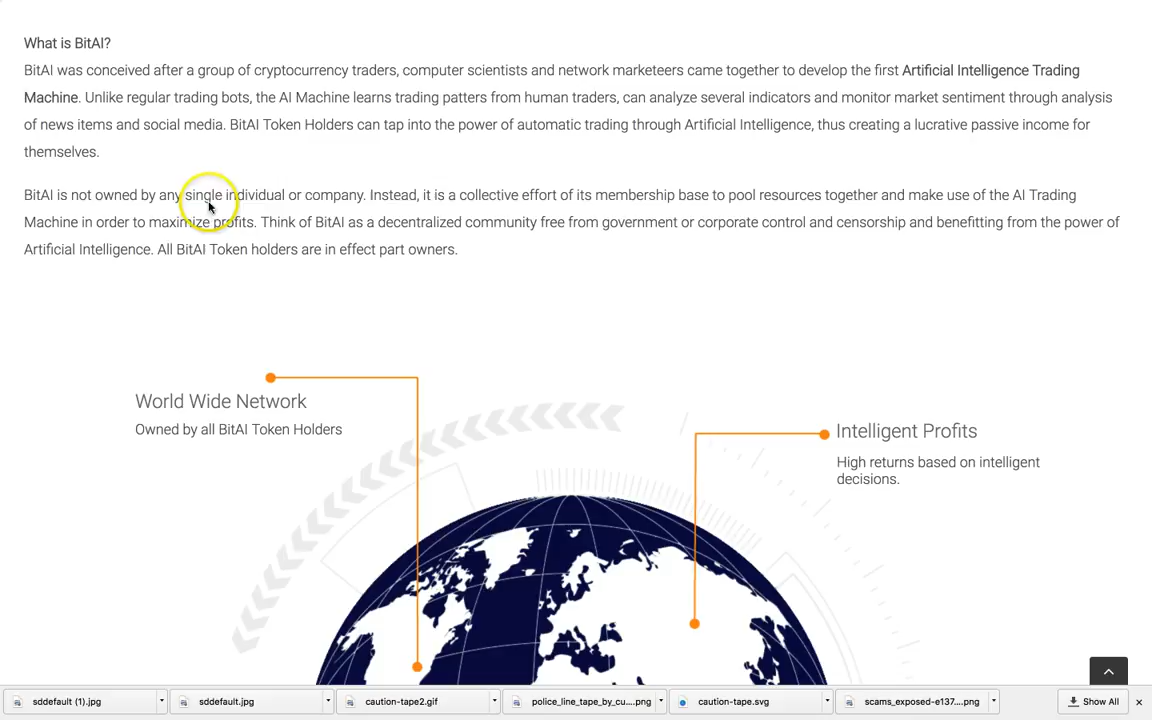 What is BitAI?
BitAI was conceived after a group of cryptocurrency traders, computer scientists and network marketeers came together to develop the first Artificial Intelligence Trading
Machine. Unlike regular trading bots, the AI Machine learns trading patters from human traders, can analyze several indicators and monitor market sentiment through analysis
of news items and social media. BitAI Token Holders can tap into the power of automatic trading through Artificial Intelligence, thus creating a lucrative passive income for
themselves.
BitAI is not owned by any single individual or company. Instead, it is a collective effort of its membership base to pool resources together and make use of the AI Trading
Machine in order to maximize profits. Think of BitAI as a decentralized community free from government or corporate control and censorship and benefitting from the power of
Artificial Intelligence. All BitAI Token holders are in effect part owners.
World Wide Network
Owned by all BitAI Token Holders
Intelligent Profits
High returns based on intelligent
decisions.
sddefault (1).jpg
sddefault.jpg
caution-tape2.gif
police_line_tape_by_cu....png
caution-tape.svg
scams_exposed-e137....png
Show All